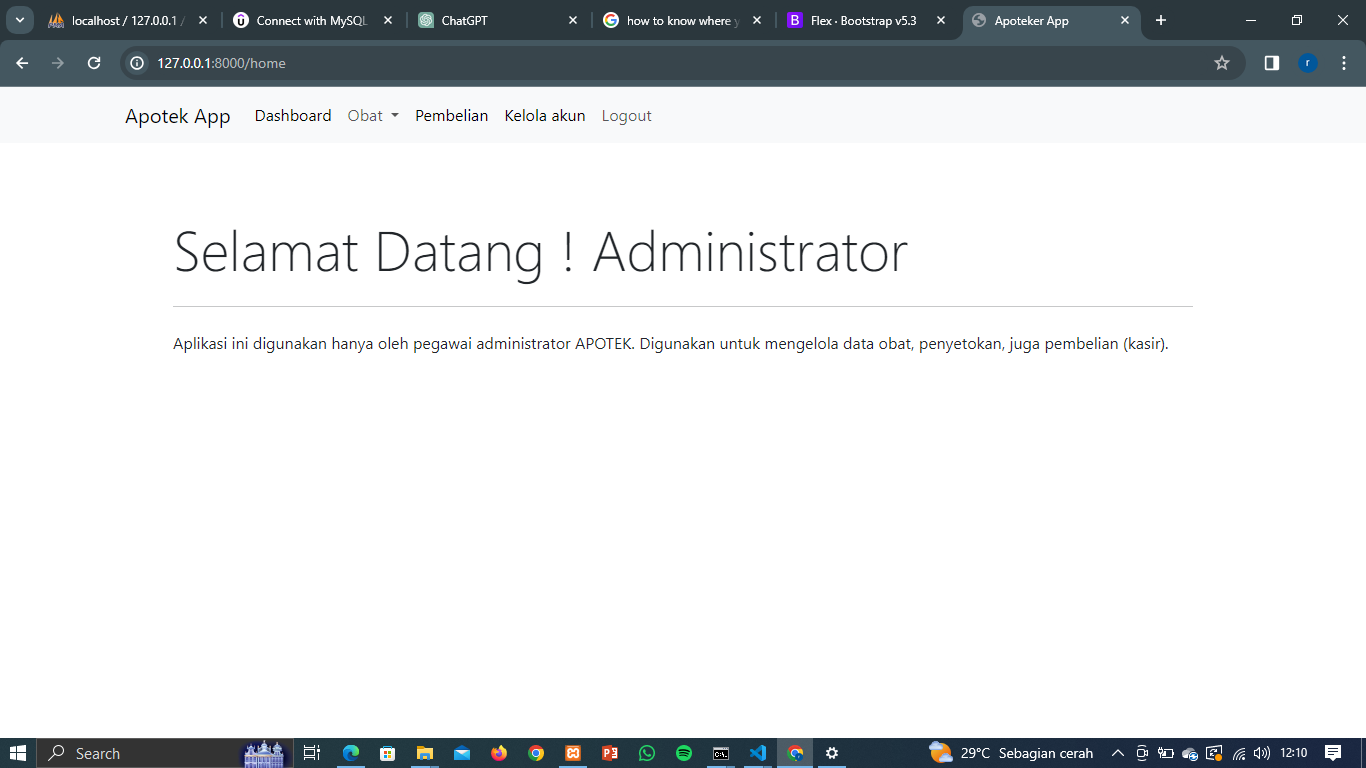 localhost / 127.0.0.1 /
Connect with MySQL
ChatGPT
how to know where y
Flex · Bootstrap v5.3
Apoteker App
127.0.0.1:8000/home
r
Apotek App
Dashboard
Obat
Pembelian
Kelola akun
Logout
Selamat Datang ! Administrator
Aplikasi ini digunakan hanya oleh pegawai administrator APOTEK. Digunakan untuk mengelola data obat, penyetokan, juga pembelian (kasir).
Search
29°C Sebagian cerah
12:10